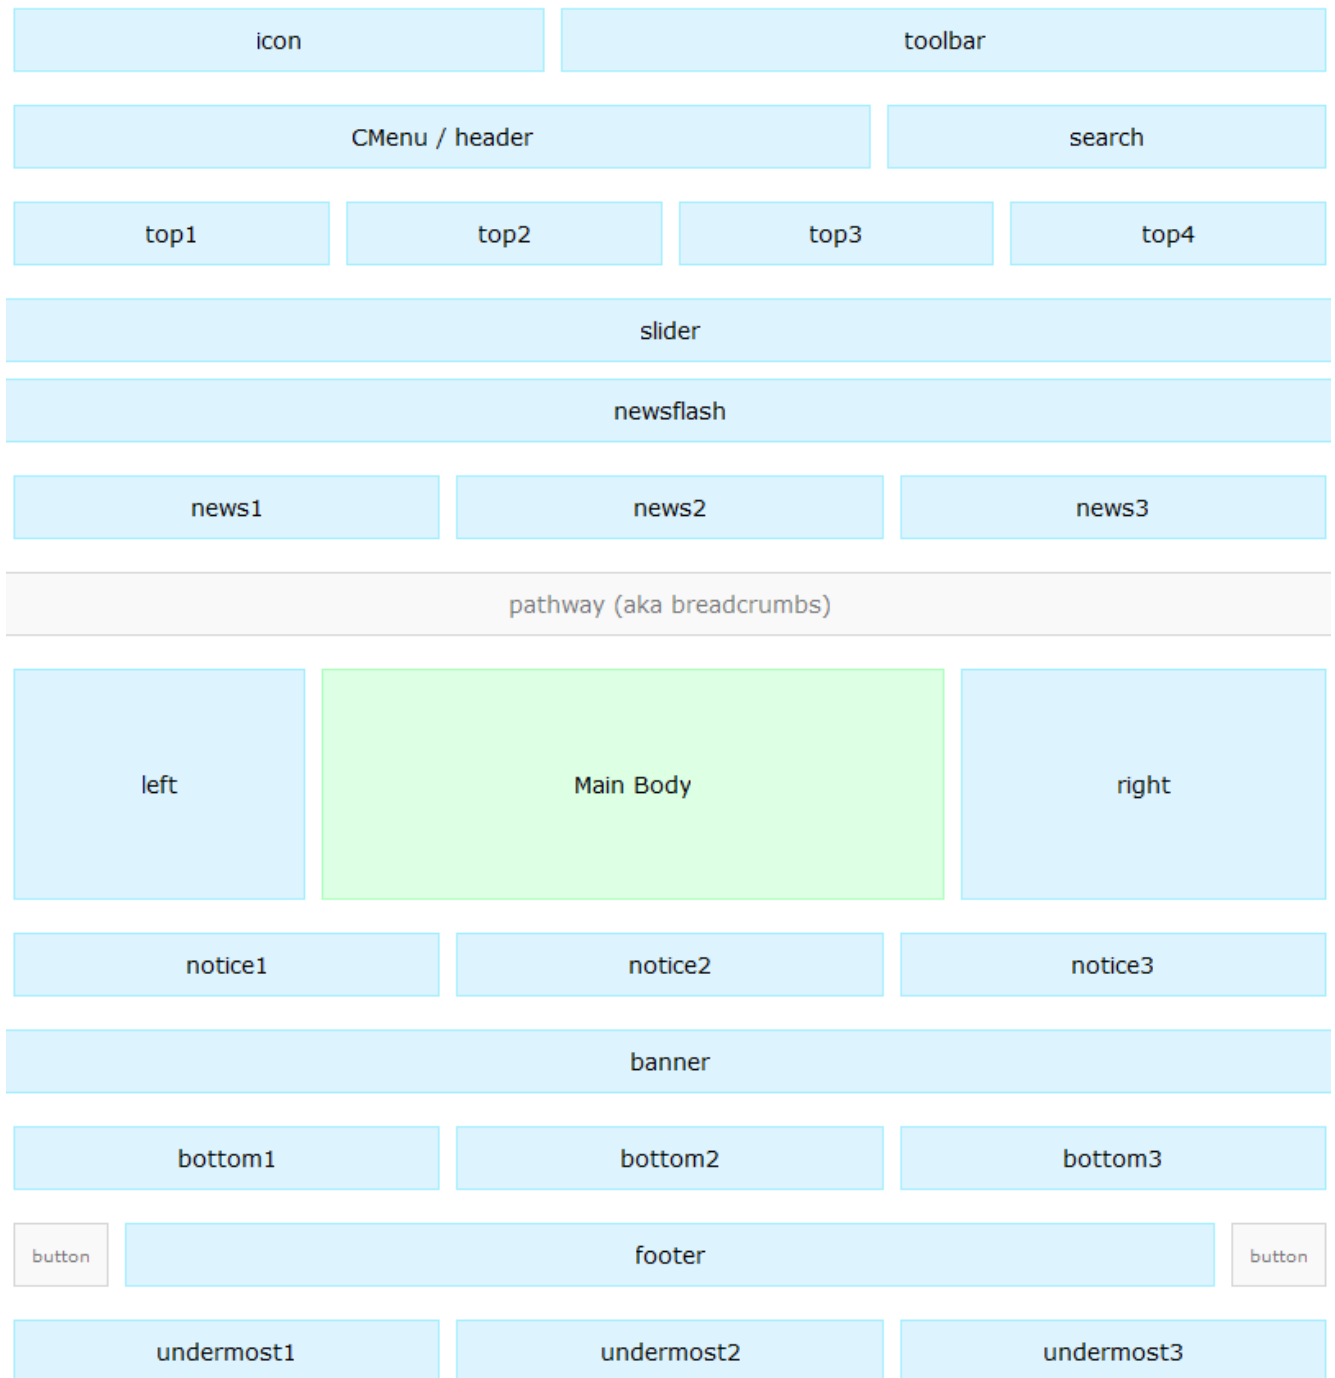 icon toolbar
CMenu / header search
top1 top2 top3 top4
slider
newsflash
news1 news2 news3
pathway (aka breadcrumbs)
left Main Body right
notice1 notice2 notice3
banner
bottom1 bottom2 bottom3
button footer button
undermost1 undermost2 undermost3